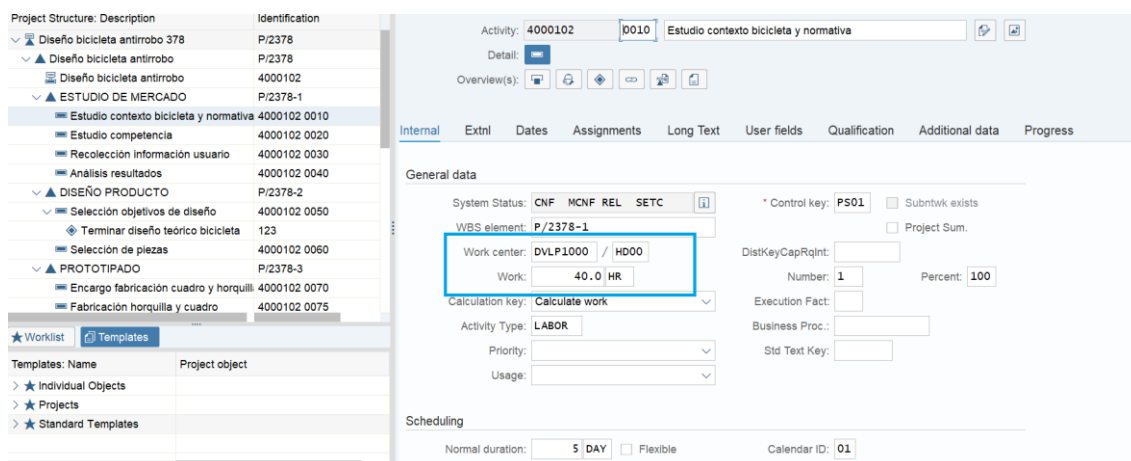 Project Structure: Description Identification
Diseño bicicleta antirrobo 378 P/2378
Diseño bicicleta antirrobo P/2378
Diseño bicicleta antirrobo 4000102
ESTUDIO DE MERCADO P/2378-1
Estudio contexto bicicleta y normativa 4000102 0010
Estudio competencia 4000102 0020
Recolección información usuario 4000102 0030
Análisis resultados 4000102 0040
DISEÑO PRODUCTO P/2378-2
Selección objetivos de diseño 4000102 0050
Terminar diseño teórico bicicleta 123
Selección de piezas 4000102 0060
PROTOTIPADO P/2378-3
Encargo fabricación cuadro y horquill 4000102 0070
Fabricación horquilla y cuadro 4000102 0075
Worklist Templates
Templates: Name Project object
Individual Objects
Projects
Standard Templates
Activity: 4000102 0010 Estudio contexto bicicleta y normativa
Detail:
Overview(s):
Internal Extnl Dates Assignments Long Text User fields Qualification Additional data Progress
General data
System Status: CNF MCNF REL SETC * Control key: PS01 Subntwk exists
WBS element: P/2378-1 Project Sum.
Work center: DVLP1000 / HD00 DistKeyCapRqInt:
Work: 40.0 HR Number: 1 Percent: 100
Calculation key: Calculate work Execution Fact:
Activity Type: LABOR Business Proc.:
Priority: Std Text Key:
Usage:
Scheduling
Normal duration: 5 DAY Flexible Calendar ID: 01